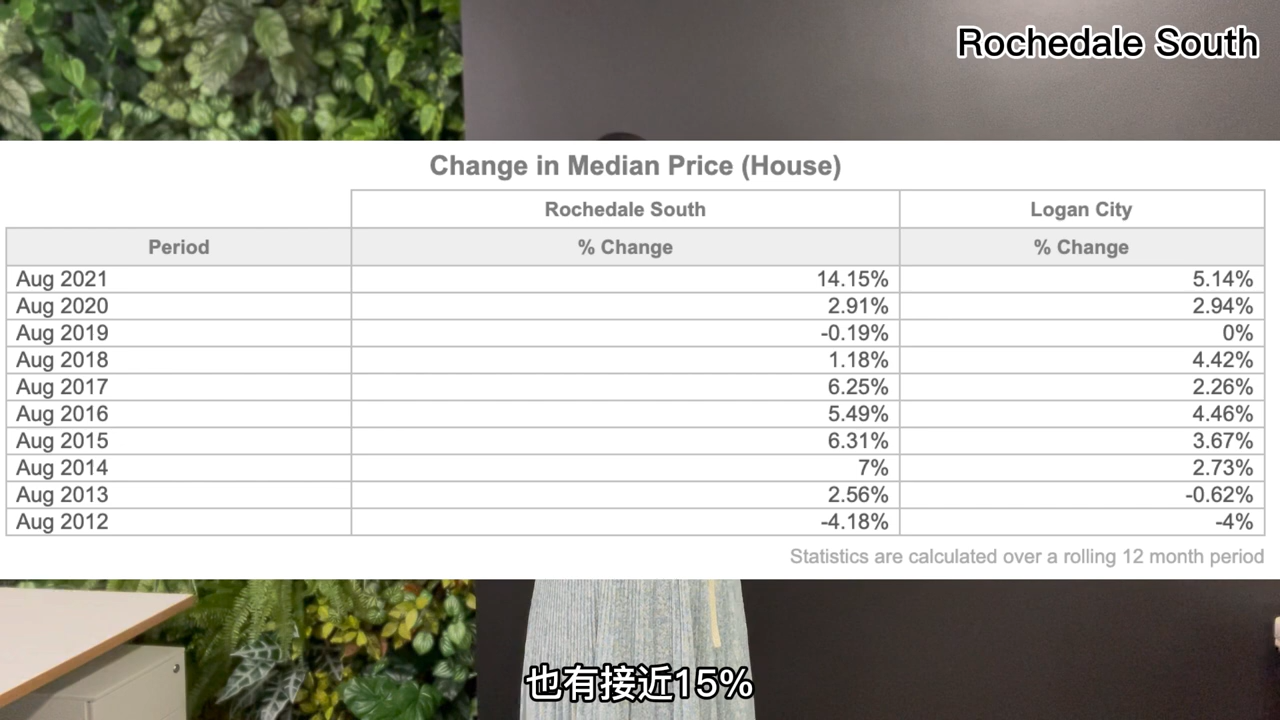 Rochedale South
Change in Median Price (House)
Rochedale South Logan City
Period % Change % Change
Aug 2021 14.15% 5.14%
Aug 2020 2.91% 2.94%
Aug 2019 -0.19% 0%
Aug 2018 1.18% 4.42%
Aug 2017 6.25% 2.26%
Aug 2016 5.49% 4.46%
Aug 2015 6.31% 3.67%
Aug 2014 7% 2.73%
Aug 2013 2.56% -0.62%
Aug 2012 -4.18% -4%
Statistics are calculated over a rolling 12 month period
也有接近15%